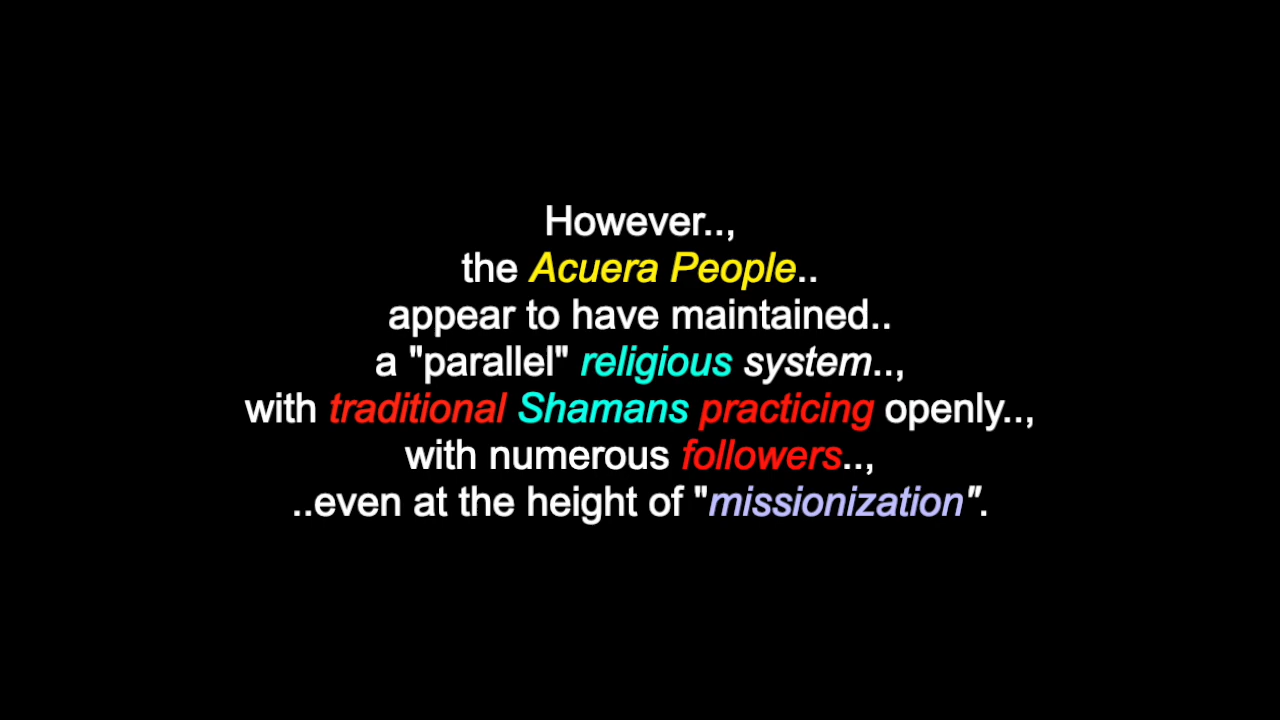 However..,
the Acuera People..
appear to have maintained..
a "parallel" religious system..,
with traditional Shamans practicing openly..,
with numerous followers..,
..even at the height of "missionization".